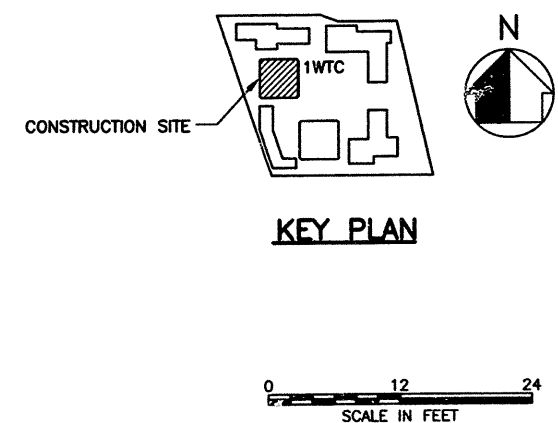 N
1WTC
CONSTRUCTION SITE
KEY PLAN
0 12 24
SCALE IN FEET